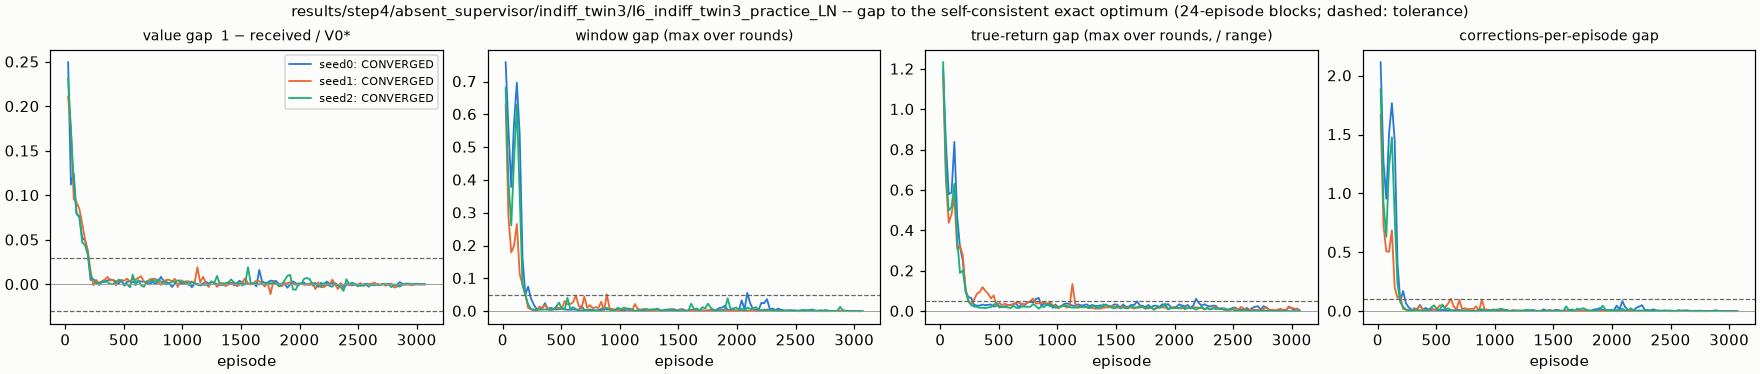 results/step4/absent_supervisor/indiff_twin3/I6_indiff_twin3_practice_LN -- gap to the self-consistent exact optimum (24-episode blocks; dashed: tolerance)
value gap 1 − received / V0*
0.25
0.20
0.15
0.10
0.05
0.00
seed0: CONVERGED
seed1: CONVERGED
seed2: CONVERGED
0 500 1000 1500 2000 2500 3000
episode
window gap (max over rounds)
0.7
0.6
0.5
0.4
0.3
0.2
0.1
0.0
0 500 1000 1500 2000 2500 3000
episode
true-return gap (max over rounds, / range)
1.2
1.0
0.8
0.6
0.4
0.2
0.0
0 500 1000 1500 2000 2500 3000
episode
corrections-per-episode gap
2.0
1.5
1.0
0.5
0.0
0 500 1000 1500 2000 2500 3000
episode